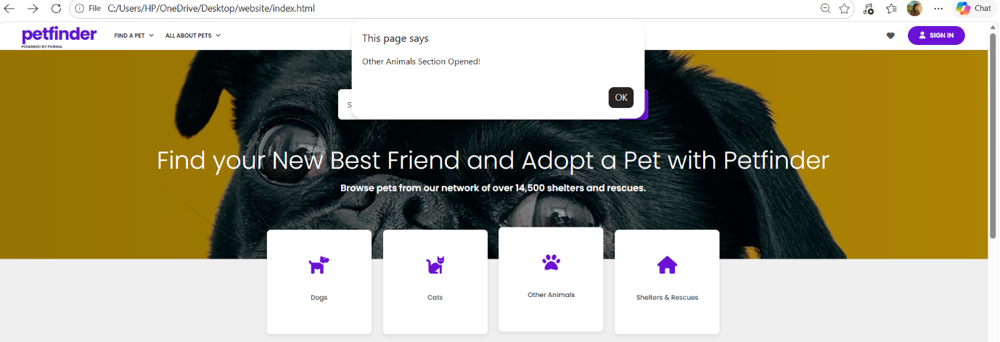 File C:/Users/HP/OneDrive/Desktop/website/index.html
Chat
petfinder
POWERED BY PURINA
FIND A PET
ALL ABOUT PETS
SIGN IN
This page says
Other Animals Section Opened!
OK
S
Find your New Best Friend and Adopt a Pet with Petfinder
Browse pets from our network of over 14,500 shelters and rescues.
Dogs
Cats
Other Animals
Shelters & Rescues